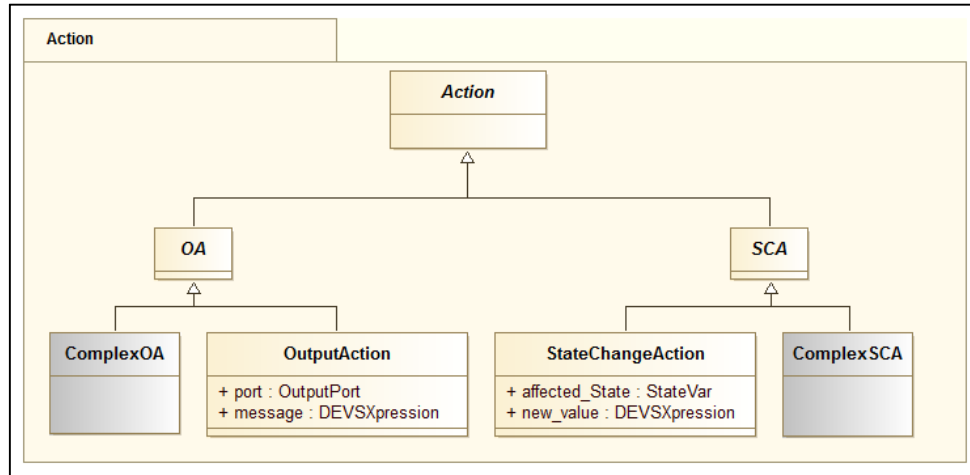 Action
Action
OA
SCA
ComplexOA
OutputAction
+ port : OutputPort
+ message : DEVSXpression
StateChangeAction
+ affected_State : StateVar
+ new_value : DEVSXpression
ComplexSCA